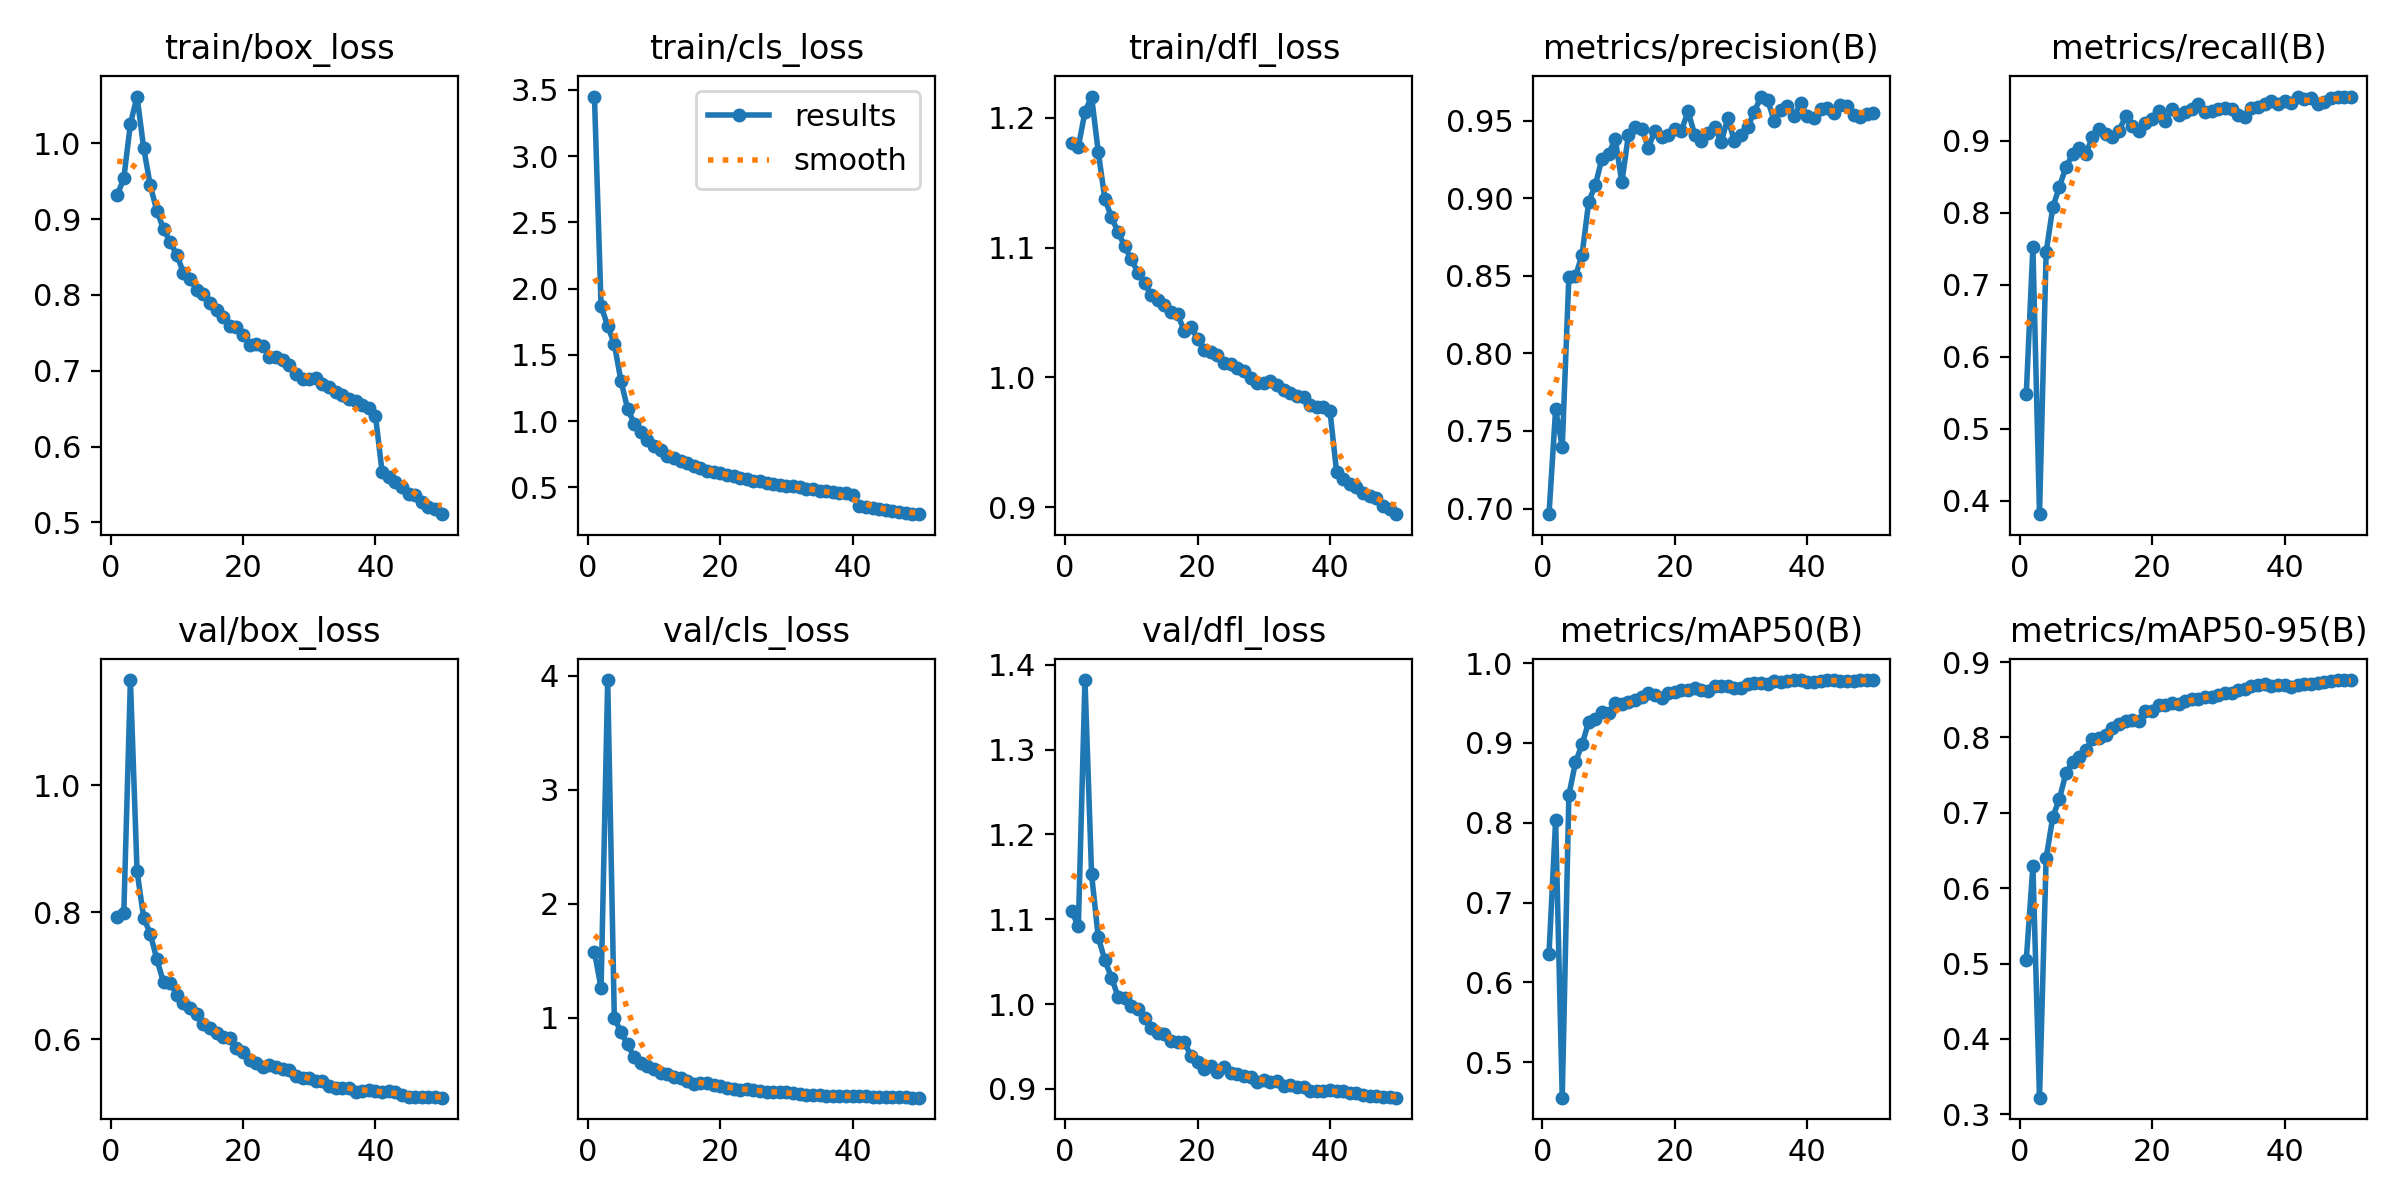 train/box_loss
1.0
0.9
0.8
0.7
0.6
0.5
0 20 40
train/cls_loss
results
smooth
3.5
3.0
2.5
2.0
1.5
1.0
0.5
0 20 40
train/dfl_loss
1.2
1.1
1.0
0.9
0 20 40
metrics/precision(B)
0.95
0.90
0.85
0.80
0.75
0.70
0 20 40
metrics/recall(B)
0.9
0.8
0.7
0.6
0.5
0.4
0 20 40
val/box_loss
1.0
0.8
0.6
0 20 40
val/cls_loss
4
3
2
1
0 20 40
val/dfl_loss
1.4
1.3
1.2
1.1
1.0
0.9
0 20 40
metrics/mAP50(B)
1.0
0.9
0.8
0.7
0.6
0.5
0 20 40
metrics/mAP50-95(B)
0.9
0.8
0.7
0.6
0.5
0.4
0.3
0 20 40